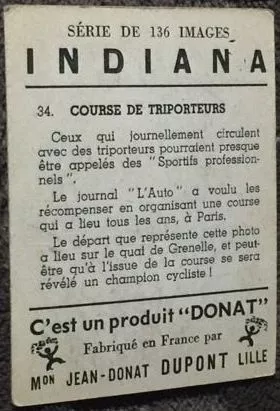 SÉRIE DE 136 IMAGES
INDIANA
34. COURSE DE TRIPORTEURS
Ceux qui journellement circulent
avec des triporteurs pourraient presque
être appelés des "Sportifs profession-
nels".
Le journal "L'Auto" a voulu les
récompenser en organisant une course
qui a lieu tous les ans, à Paris.
Le départ que représente cette photo
a lieu sur le quai de Grenelle, et peut-
être qu'à l'issue de la course se sera
révélé un champion cycliste !
C'est un produit "DONAT"
Fabriqué en France par
MON JEAN-DONAT DUPONT LILLE